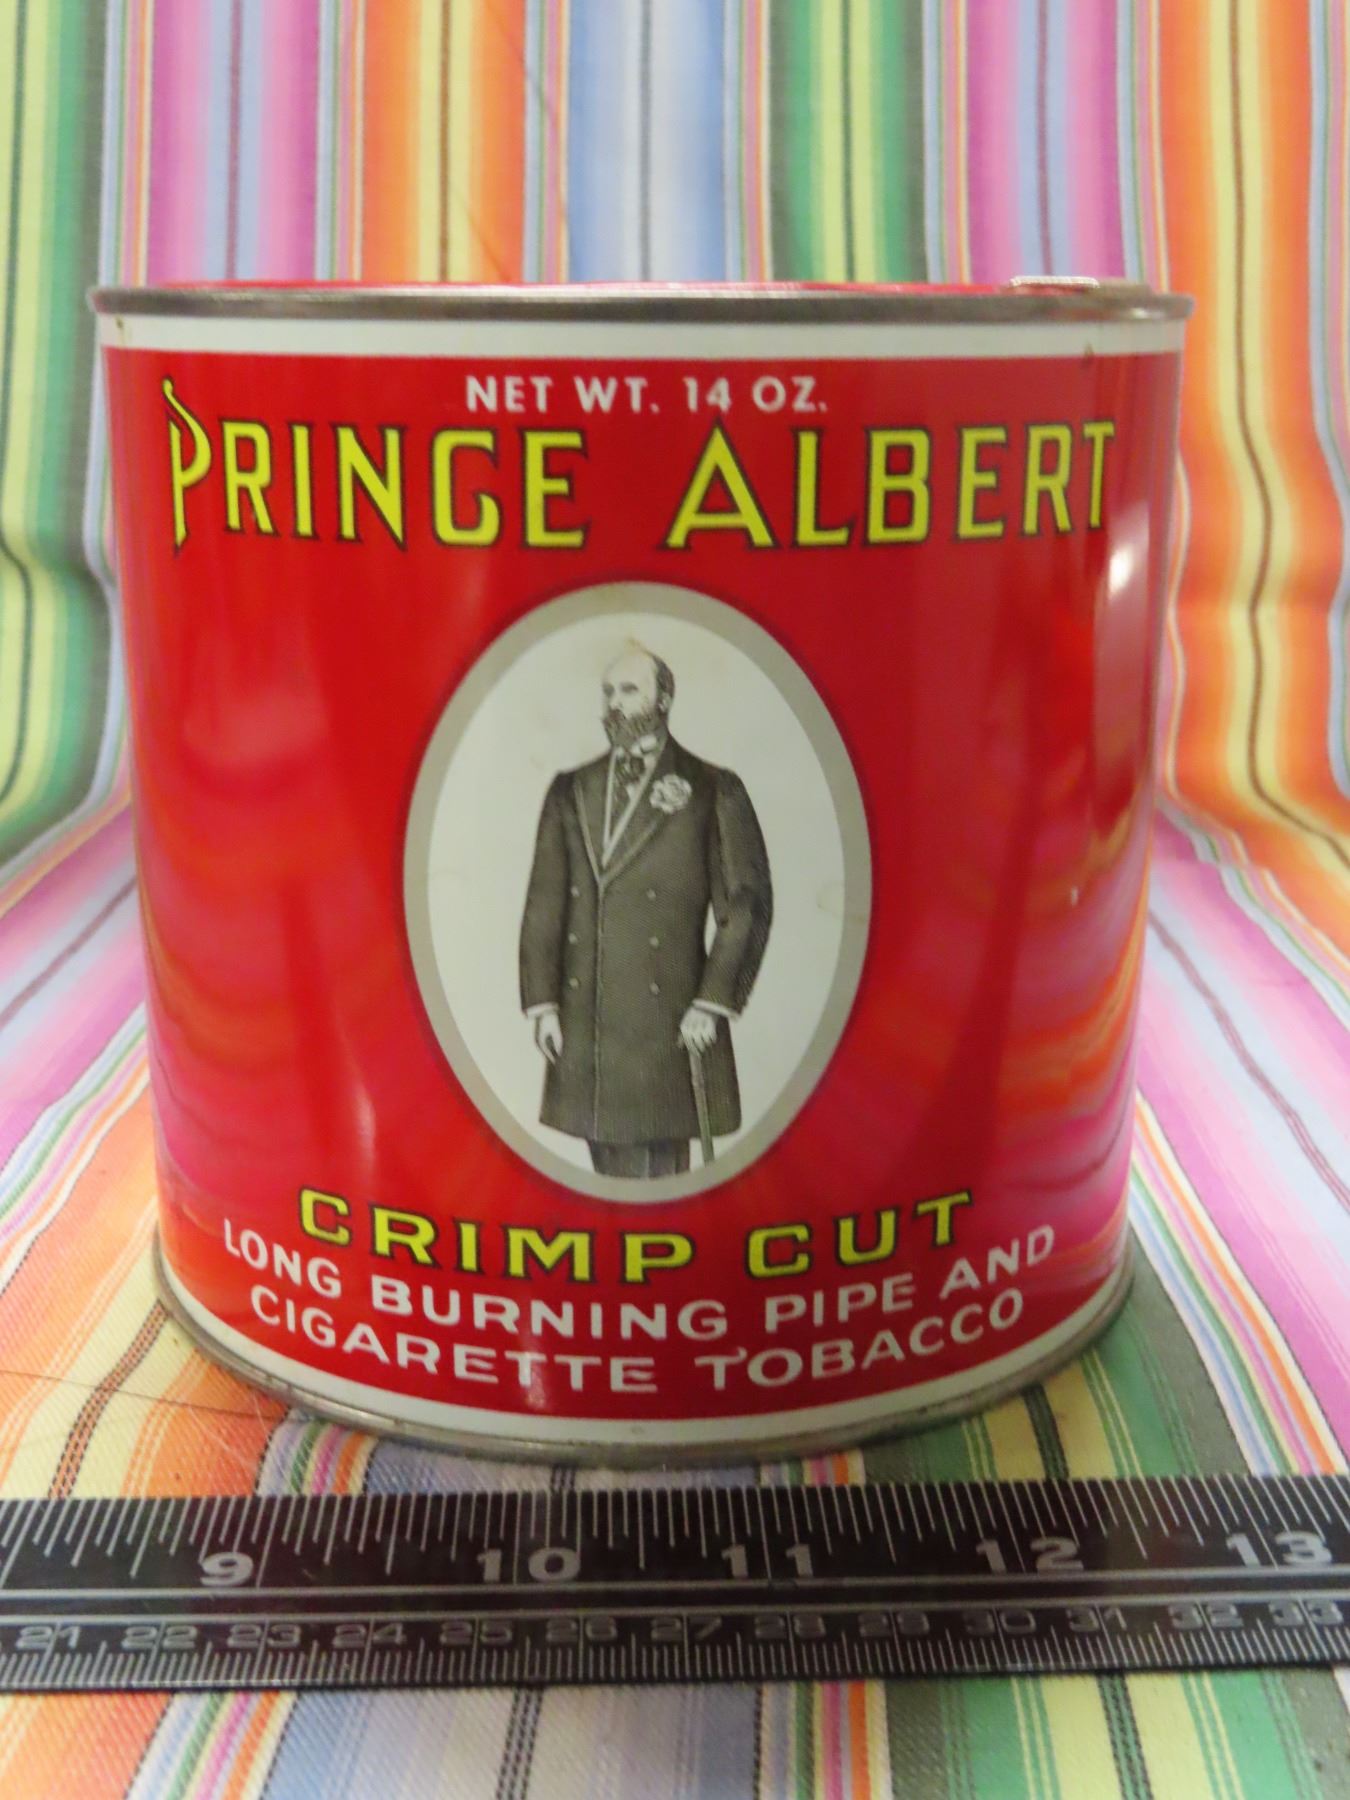 NET WT. 14 OZ.
PRINCE ALBERT
CRIMP CUT
LONG BURNING PIPE AND
CIGARETTE TOBACCO
9 10 11 12 13
21 22 23 24 25 26 27 28 29 30 31 32 33